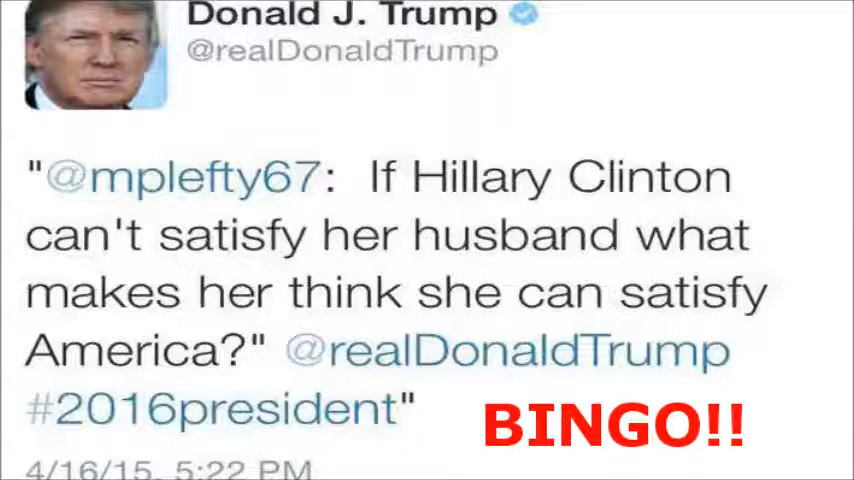 Donald J. Trump
@realDonaldTrump
"@mplefty67: If Hillary Clinton
can't satisfy her husband what
makes her think she can satisfy
America?" @realDonaldTrump
#2016president"
BINGO!!
4/16/15, 5:22 PM